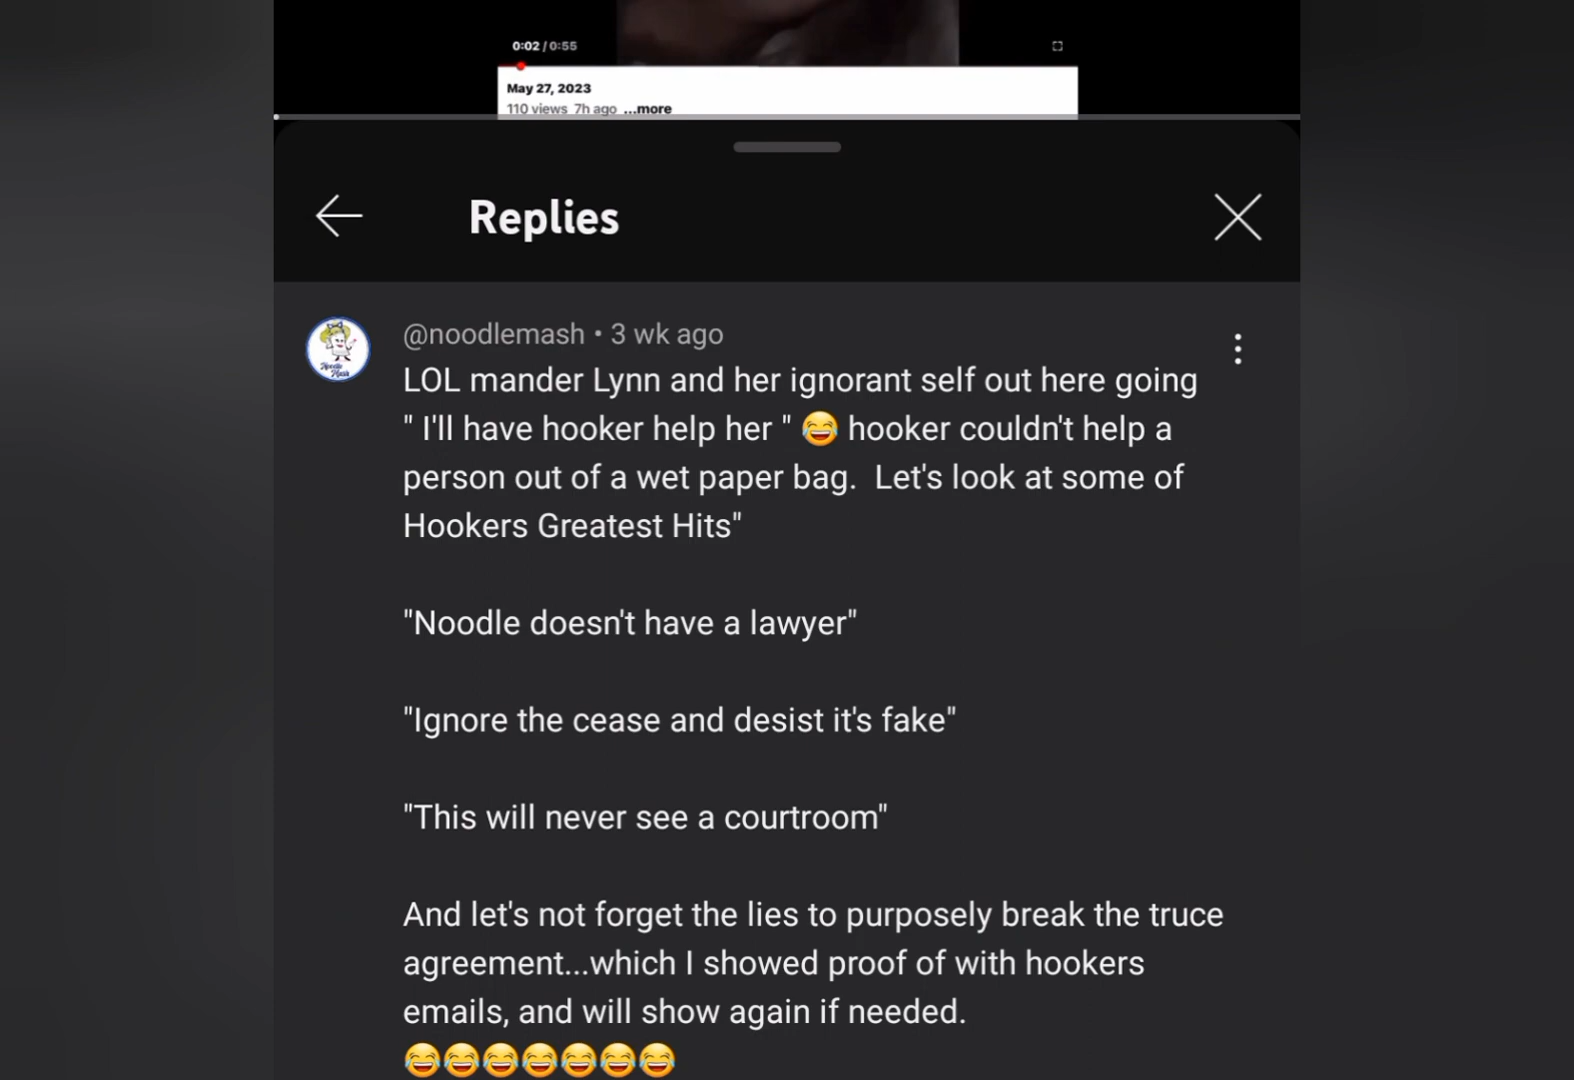 0:02 / 0:55
May 27, 2023
110 views 7h ago ...more
Replies
@noodlemash • 3 wk ago
LOL mander Lynn and her ignorant self out here going
" I'll have hooker help her " 😂 hooker couldn't help a
person out of a wet paper bag.  Let's look at some of
Hookers Greatest Hits"
"Noodle doesn't have a lawyer"
"Ignore the cease and desist it's fake"
"This will never see a courtroom"
And let's not forget the lies to purposely break the truce
agreement...which I showed proof of with hookers
emails, and will show again if needed.
😂😂😂😂😂😂😂
Noodle
Mash